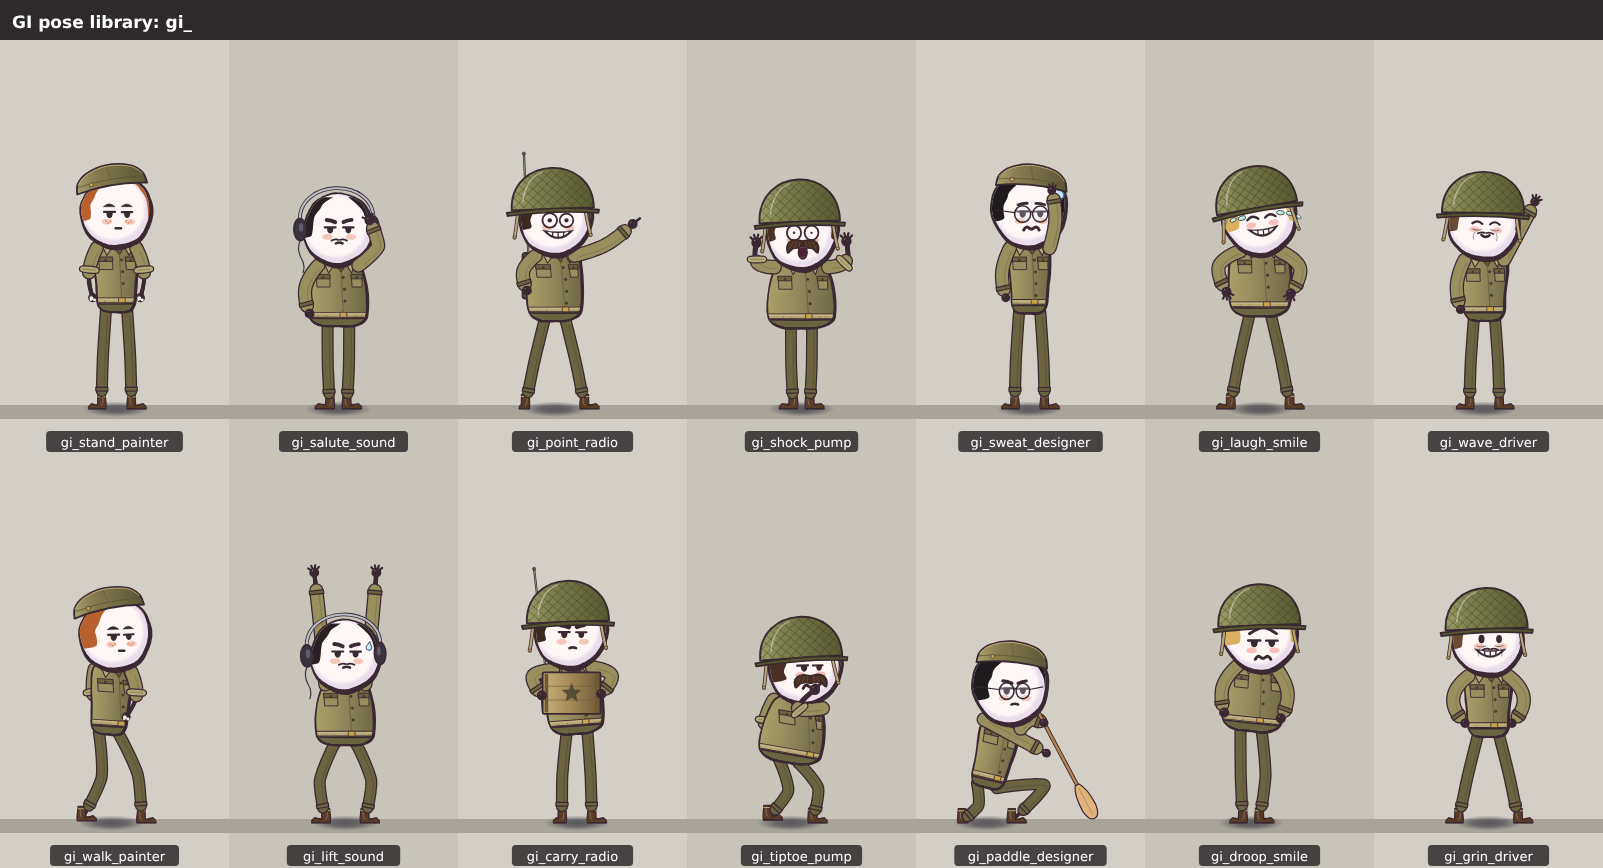 GI pose library: gi_
gi_stand_painter
gi_salute_sound
gi_point_radio
gi_shock_pump
gi_sweat_designer
gi_laugh_smile
gi_wave_driver
gi_walk_painter
gi_lift_sound
gi_carry_radio
gi_tiptoe_pump
gi_paddle_designer
gi_droop_smile
gi_grin_driver